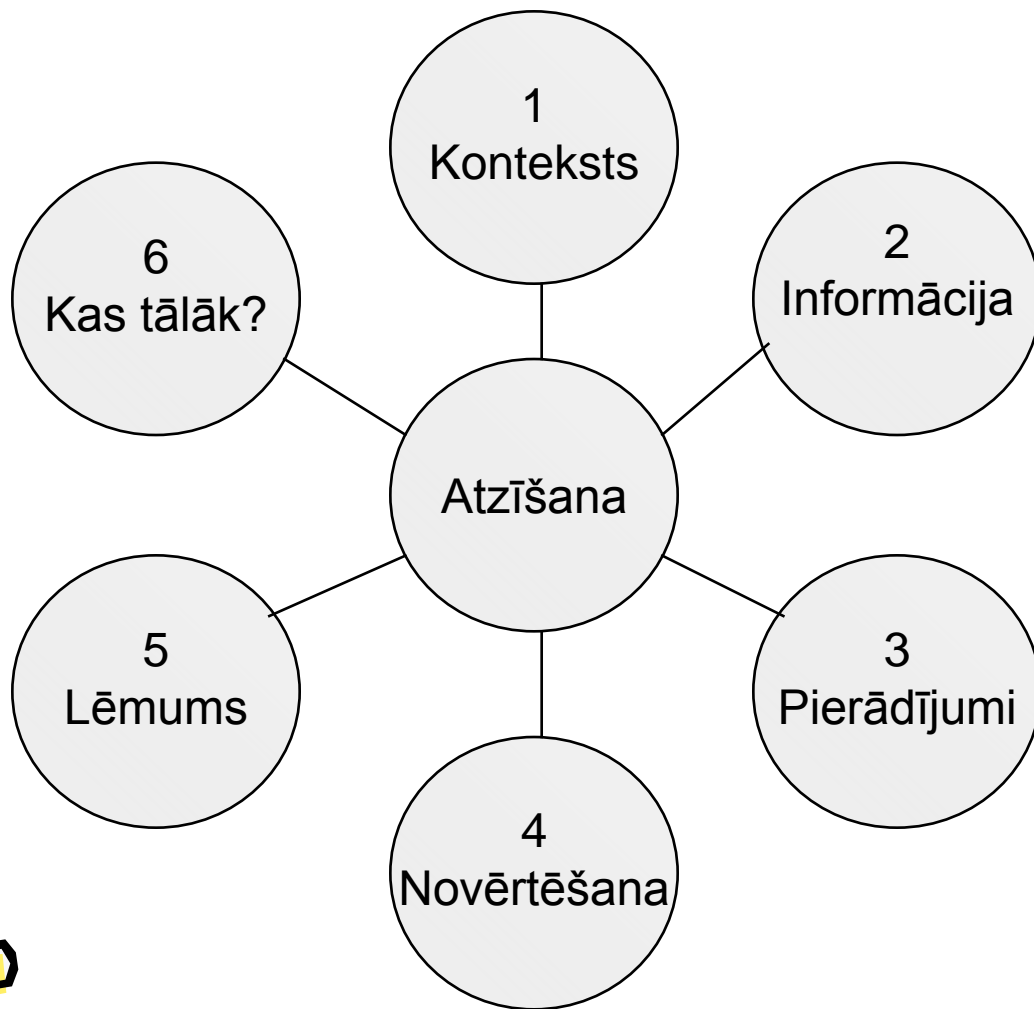 1
Konteksts
2
Informācija
3
Pierādījumi
4
Novērtēšana
5
Lēmums
6
Kas tālāk?
Atzīšana